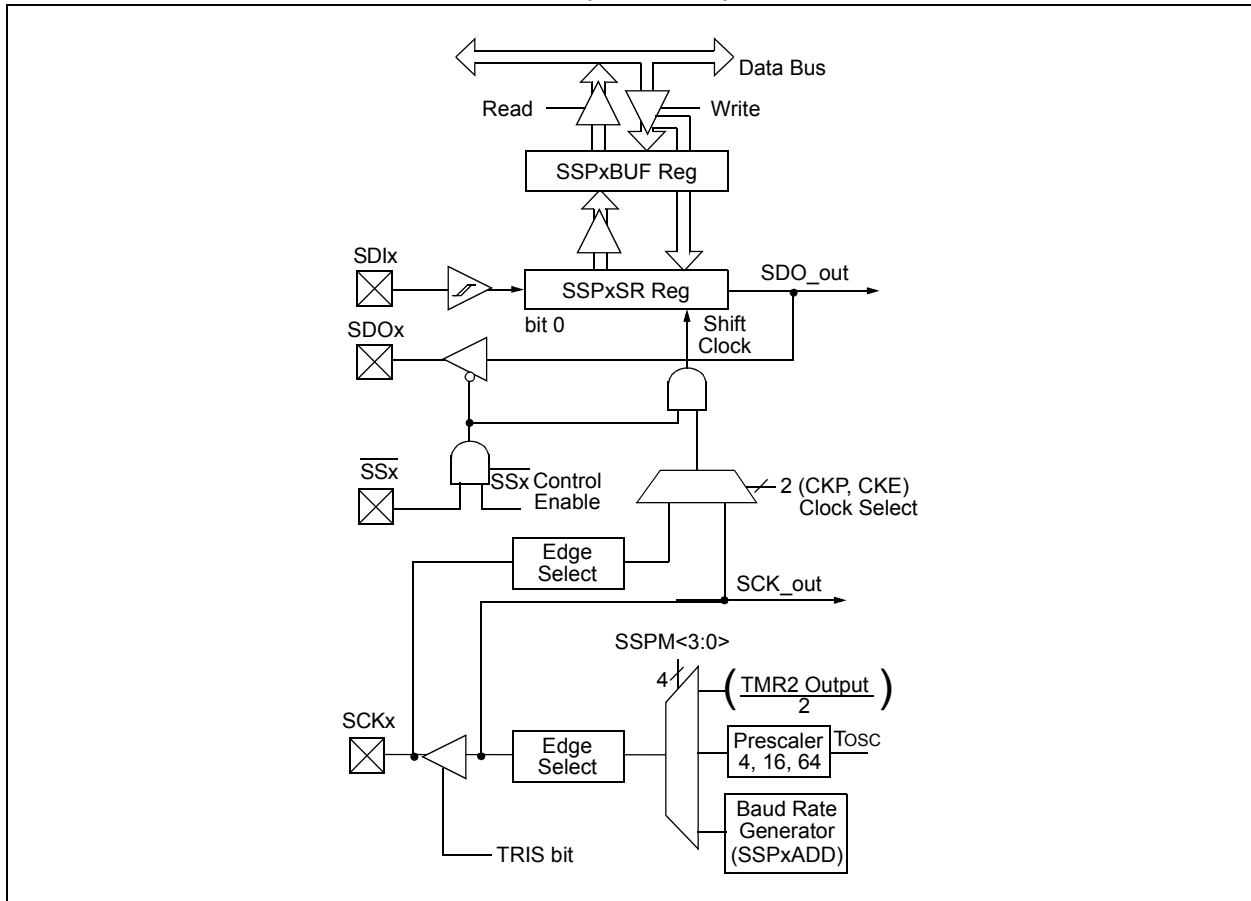 Data Bus
Read
Write
SSPxBUF Reg
SDIx
SDO_out
SSPxSR Reg
bit 0
Shift
Clock
SDOx
SSx
SSx Control
Enable
2 (CKP, CKE)
Clock Select
Edge
Select
SCK_out
SSPM<3:0>
4
( TMR2 Output )
2
SCKx
Edge
Select
Prescaler
4, 16, 64
TOSC
Baud Rate
Generator
(SSPxADD)
TRIS bit